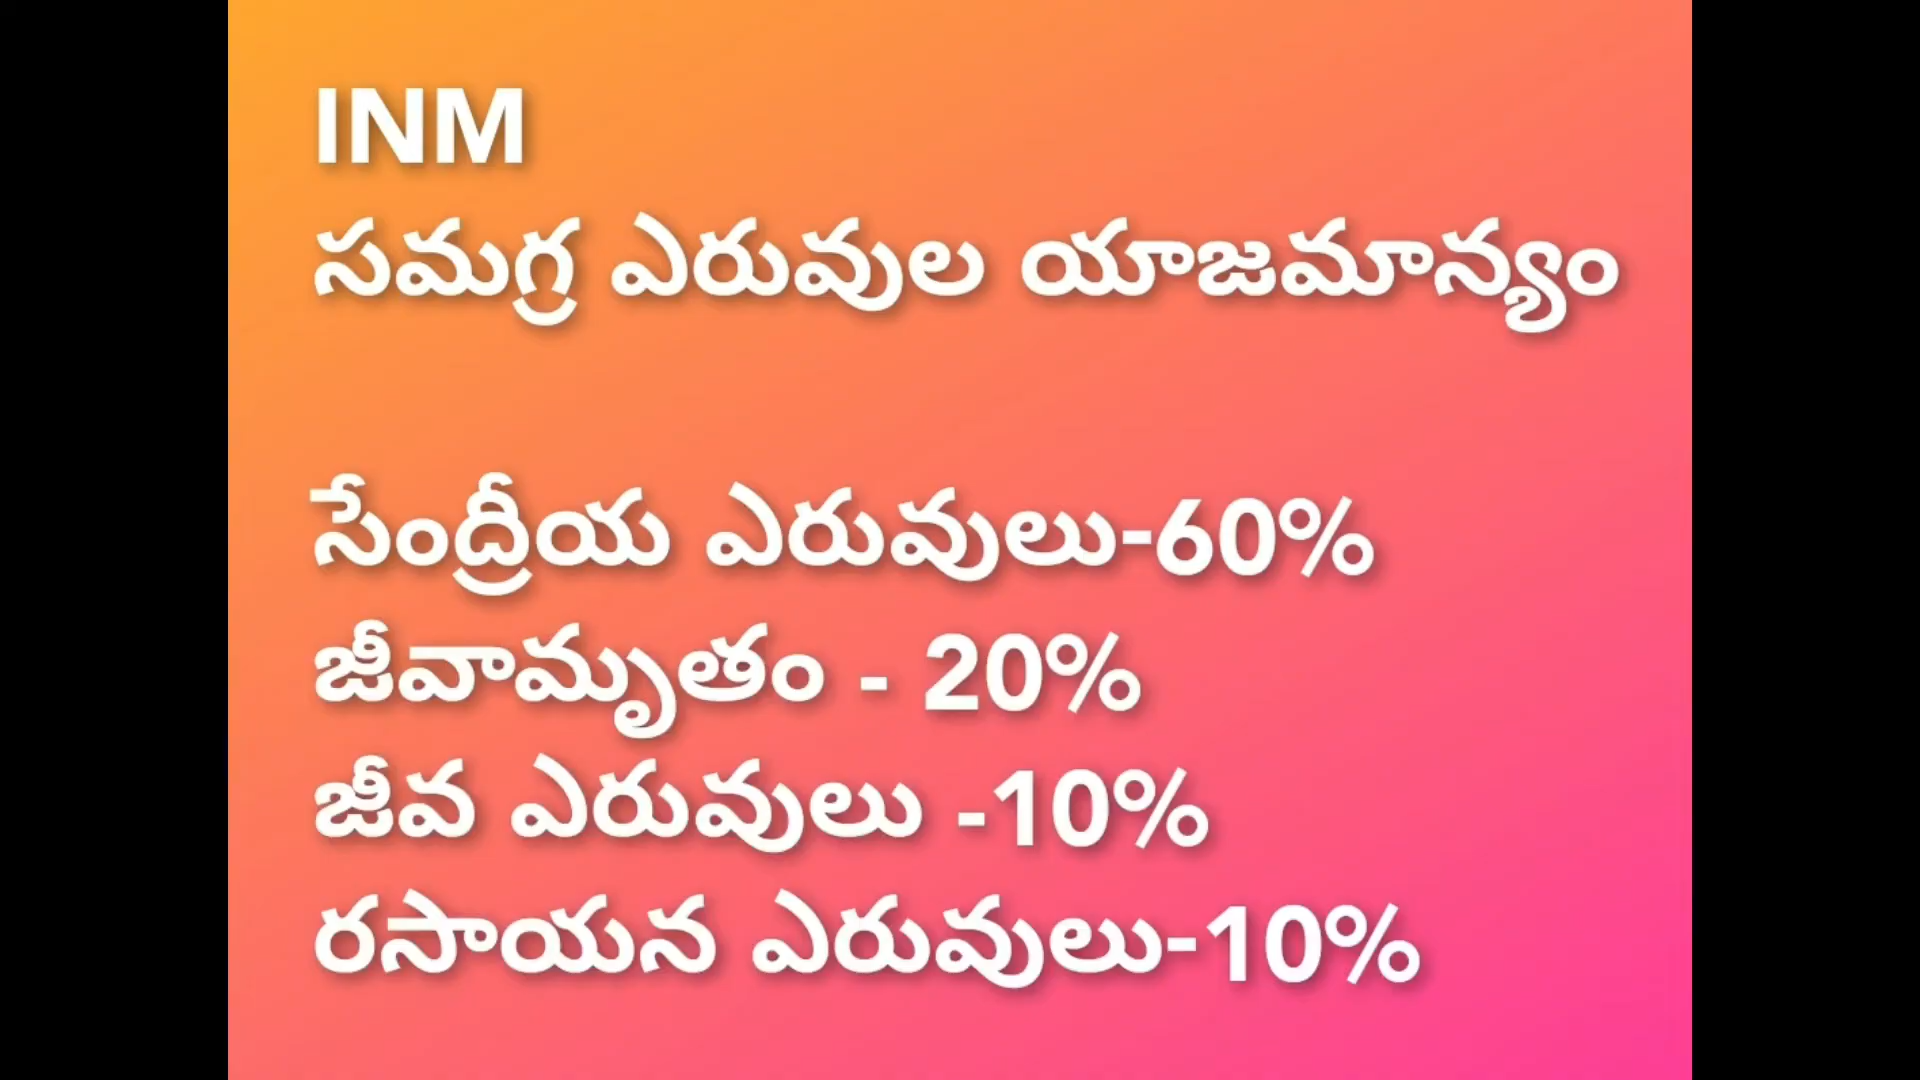 INM
సమగ్ర ఎరువుల యాజమాన్యం
సేంద్రీయ ఎరువులు-60%
జీవామృతం - 20%
జీవ ఎరువులు -10%
రసాయన ఎరువులు-10%